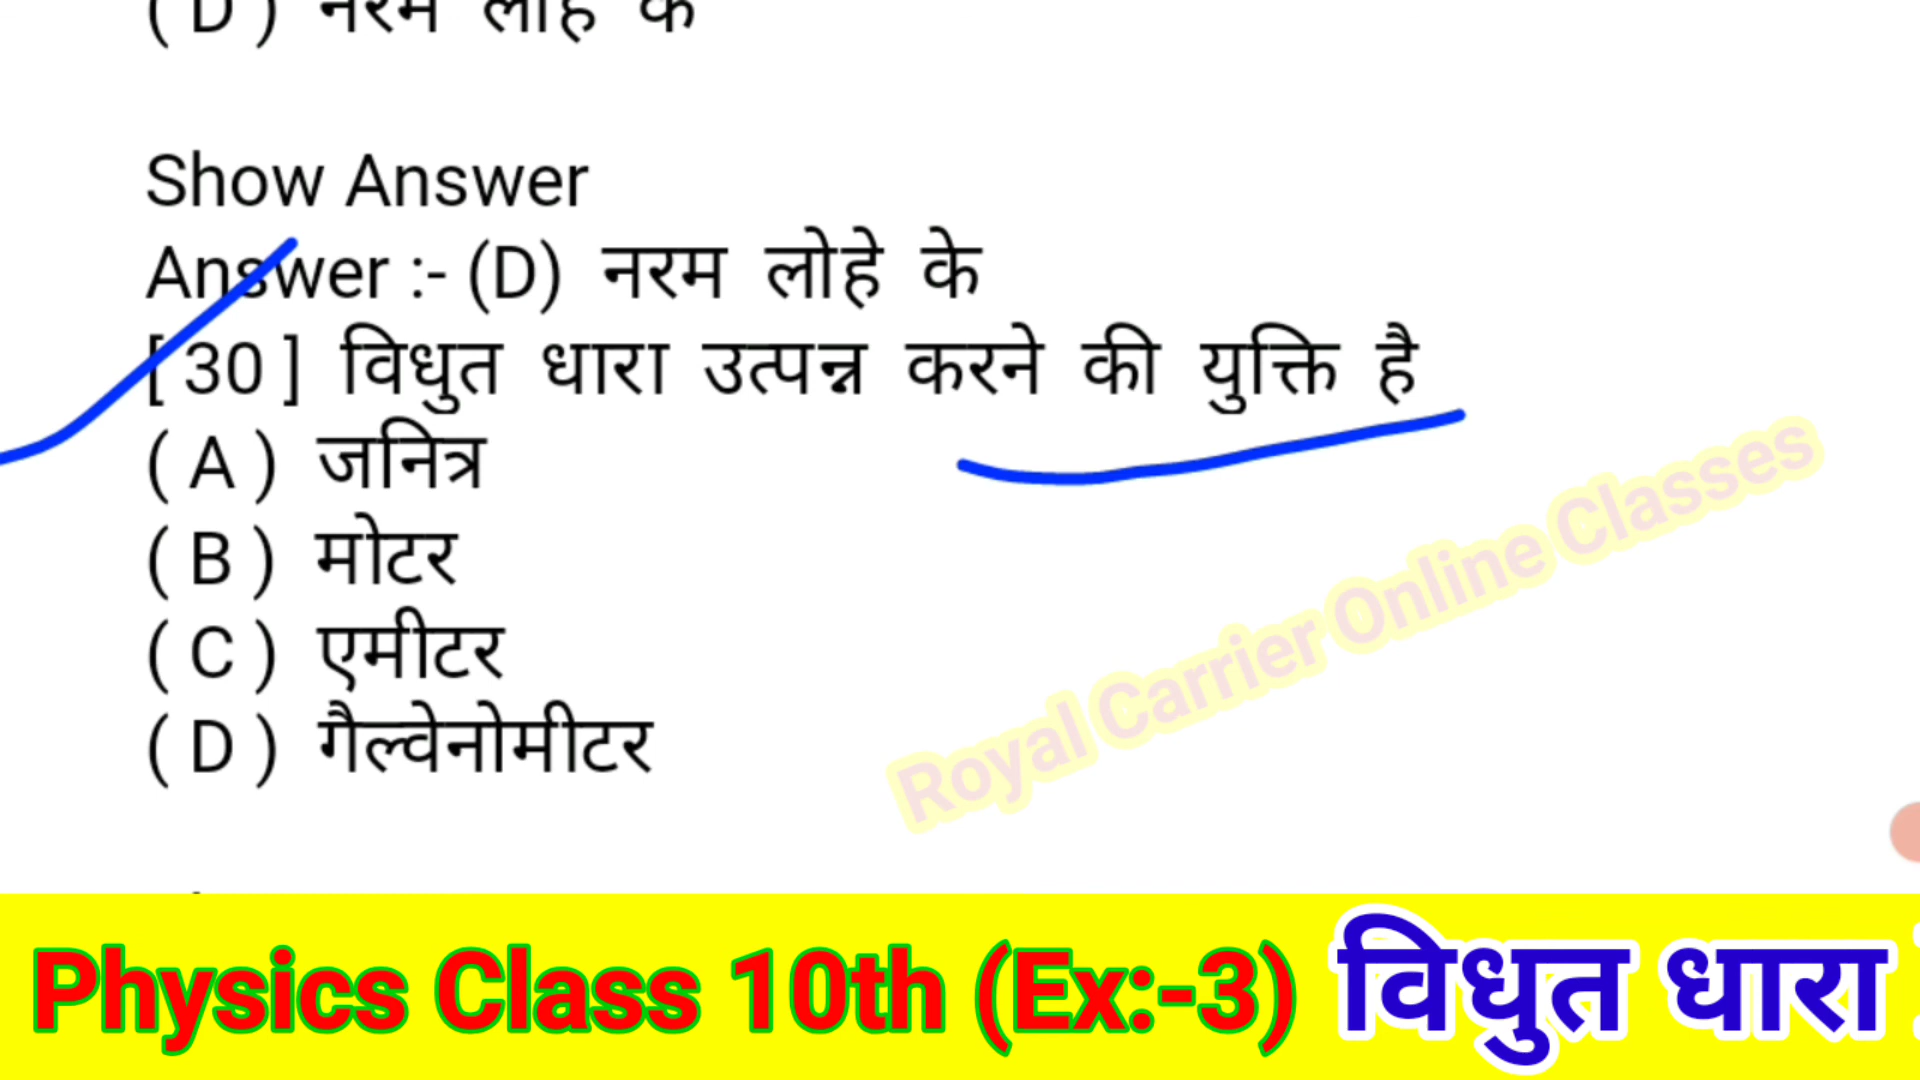 ( D ) नरम लोहे के
Show Answer
Answer :- (D) नरम लोहे के
[ 30 ] विधुत धारा उत्पन्न करने की युक्ति है
( A ) जनित्र
( B ) मोटर
( C ) एमीटर
( D ) गैल्वेनोमीटर
Royal Carrier Online Classes
Physics Class 10th (Ex:-3) विधुत धारा